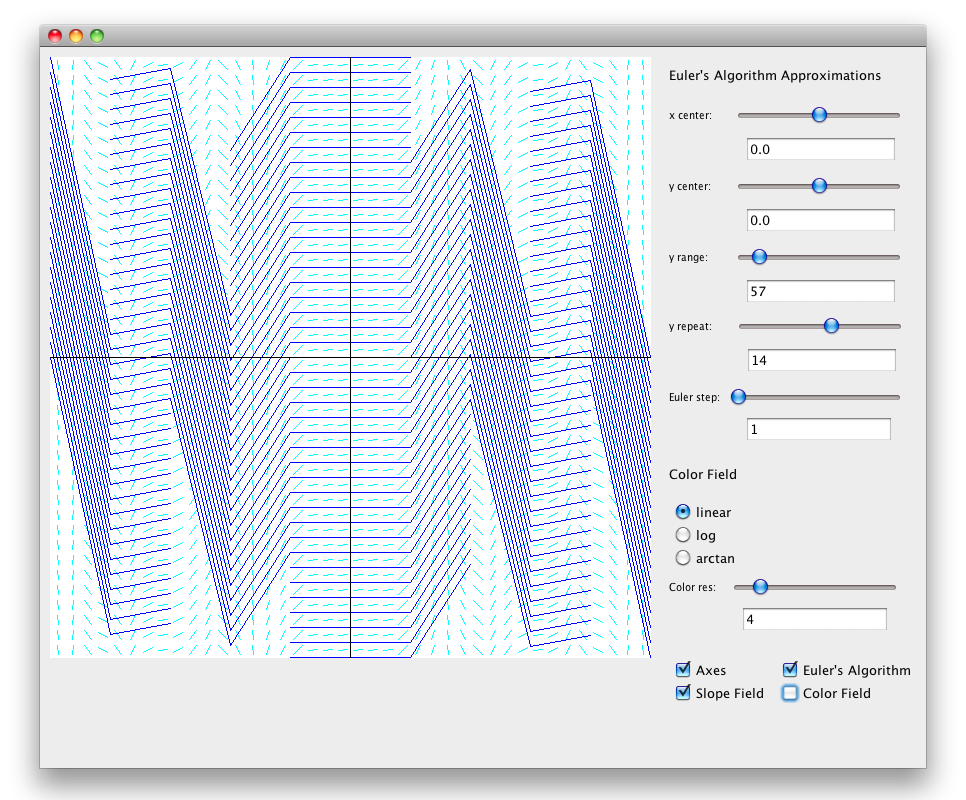 Euler's Algorithm Approximations
x center:
0.0
y center:
0.0
y range:
57
y repeat:
14
Euler step:
1
Color Field
linear
log
arctan
Color res:
4
Axes
Euler's Algorithm
Slope Field
Color Field